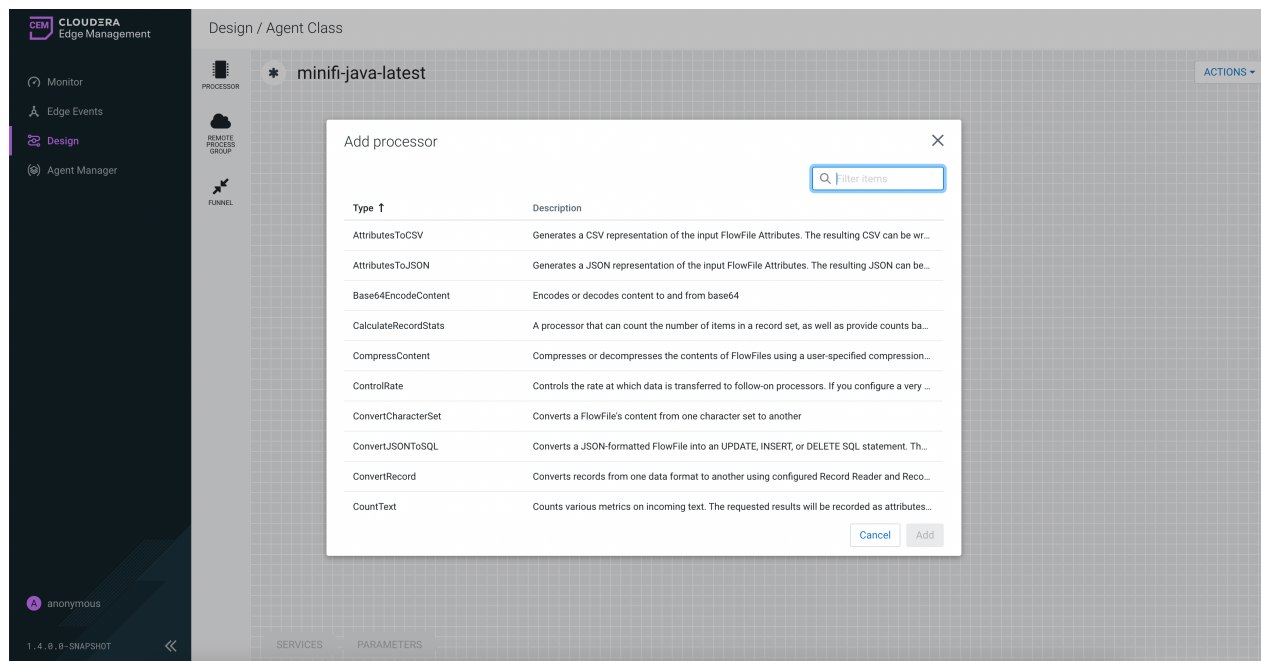 CEM CLOUDERA
Edge Management
Monitor
Edge Events
Design
Agent Manager
A anonymous
1.4.0.0-SNAPSHOT
Design / Agent Class
PROCESSOR
REMOTE
PROCESS
GROUP
FUNNEL
minifi-java-latest
ACTIONS
Add processor
Filter items
Type Description
AttributesToCSV Generates a CSV representation of the input FlowFile Attributes. The resulting CSV can be wr...
AttributesToJSON Generates a JSON representation of the input FlowFile Attributes. The resulting JSON can be...
Base64EncodeContent Encodes or decodes content to and from base64
CalculateRecordStats A processor that can count the number of items in a record set, as well as provide counts ba...
CompressContent Compresses or decompresses the contents of FlowFiles using a user-specified compression...
ControlRate Controls the rate at which data is transferred to follow-on processors. If you configure a very ...
ConvertCharacterSet Converts a FlowFile's content from one character set to another
ConvertJSONToSQL Converts a JSON-formatted FlowFile into an UPDATE, INSERT, or DELETE SQL statement. Th...
ConvertRecord Converts records from one data format to another using configured Record Reader and Reco...
CountText Counts various metrics on incoming text. The requested results will be recorded as attributes...
Cancel Add
SERVICES PARAMETERS